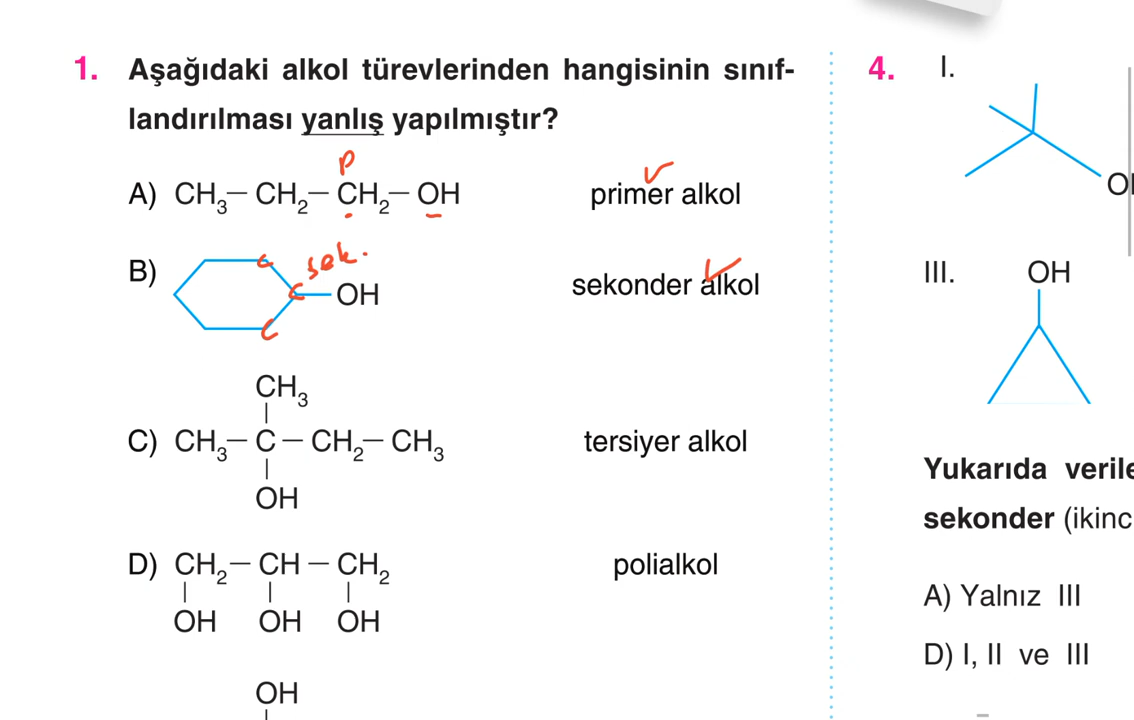 1. Aşağıdaki alkol türevlerinden hangisinin sınıf-
landırılması yanlış yapılmıştır?
p
A) CH₃– CH₂– CH₂– OH primer alkol
B) sek. OH sekonder alkol
C C C
CH₃
|
C) CH₃– C – CH₂– CH₃ tersiyer alkol
|
OH
D) CH₂– CH – CH₂ polialkol
| | |
OH OH OH
OH
4. I.
III. OH
Yukarıda
sekonder
A) Yalnız III
D) I, II ve III